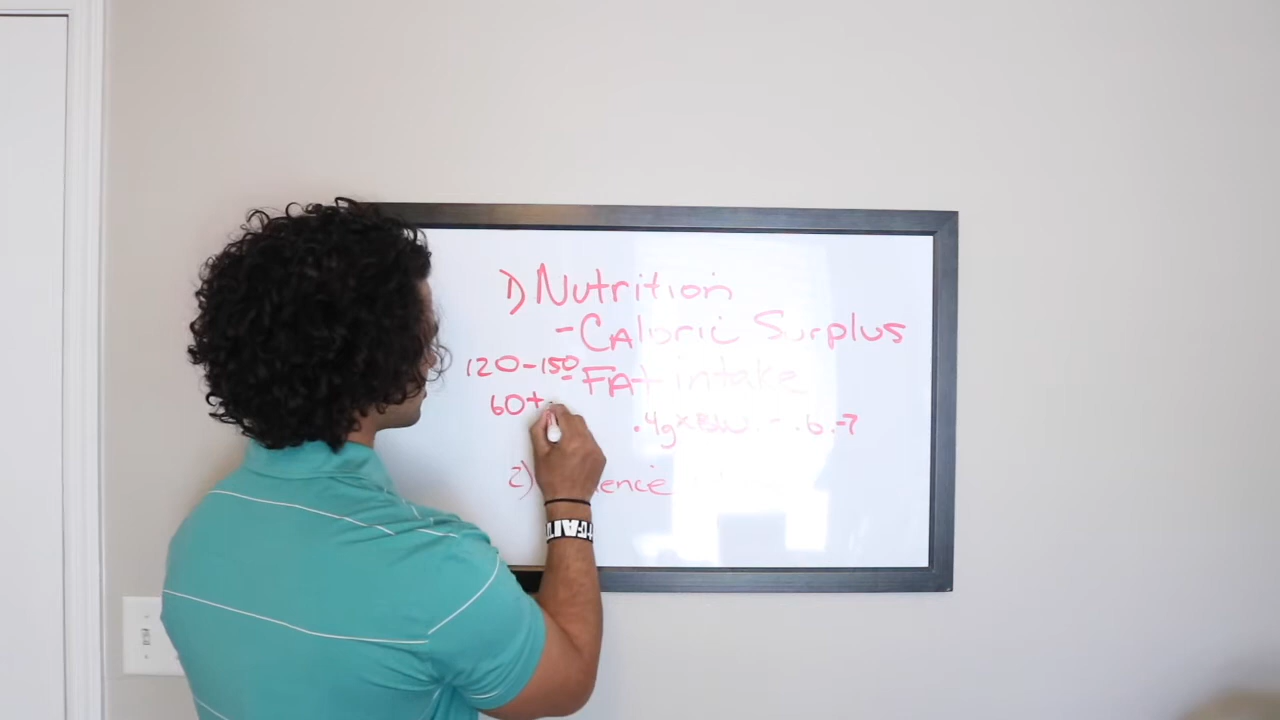 1) Nutrition
- Caloric Surplus
120-150
- FAt intake
60+
.4g x BW - .6-.7
2)